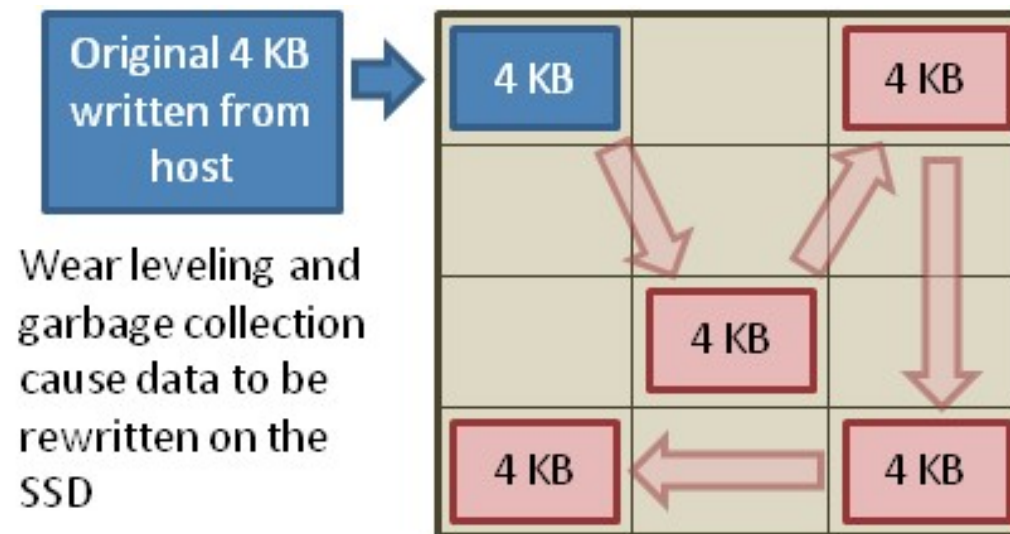 Original 4 KB
written from
host
4 KB
4 KB
Wear leveling and
garbage collection
cause data to be
rewritten on the
SSD
4 KB
4 KB
4 KB